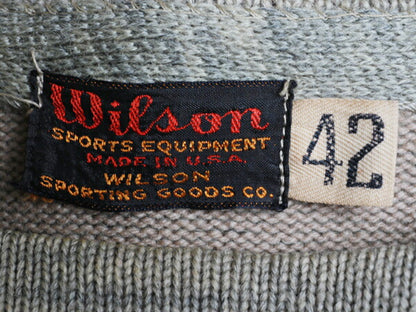 Wilson
SPORTS EQUIPMENT
MADE IN U.S.A.
WILSON
SPORTING GOODS CO.
42